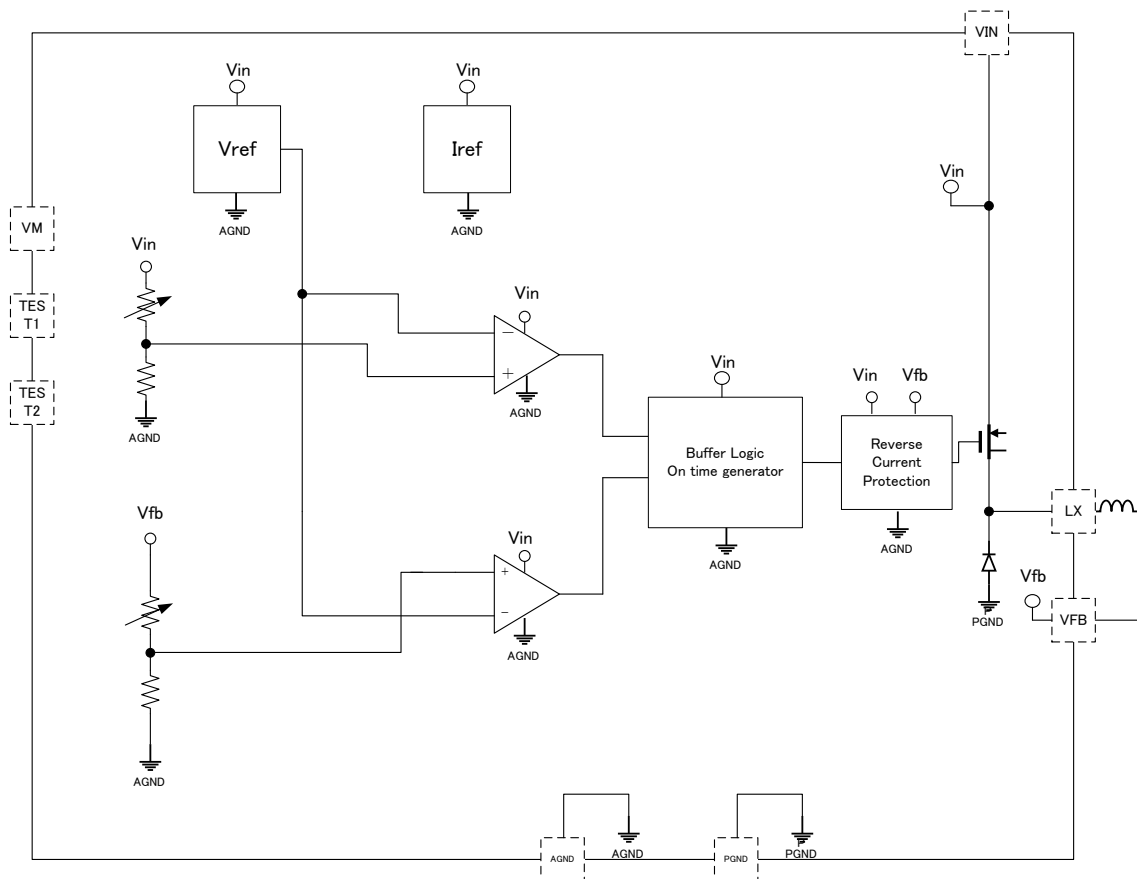 VIN
Vin
Vin
Vref
Iref
AGND
AGND
Vin
VM
Vin
TES
T1
TES
T2
AGND
Vin
−
+
AGND
Vin
Buffer Logic
On time generator
AGND
Vin
Vfb
Reverse
Current
Protection
AGND
LX
Vfb
VFB
PGND
Vfb
Vin
+
−
AGND
AGND
AGND
AGND
PGND
PGND